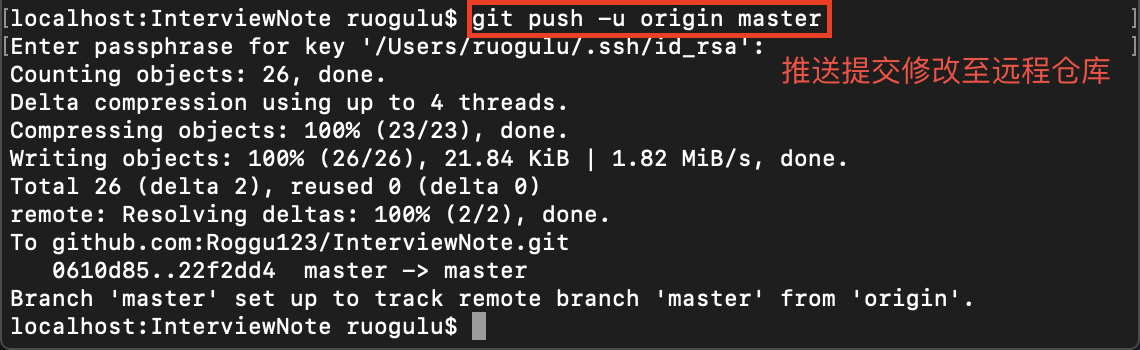 [localhost:InterviewNote ruogulu$ git push -u origin master ]
[Enter passphrase for key '/Users/ruogulu/.ssh/id_rsa': ]
推送提交修改至远程仓库
Counting objects: 26, done.
Delta compression using up to 4 threads.
Compressing objects: 100% (23/23), done.
Writing objects: 100% (26/26), 21.84 KiB | 1.82 MiB/s, done.
Total 26 (delta 2), reused 0 (delta 0)
remote: Resolving deltas: 100% (2/2), done.
To github.com:Roggu123/InterviewNote.git
   0610d85..22f2dd4  master -> master
Branch 'master' set up to track remote branch 'master' from 'origin'.
localhost:InterviewNote ruogulu$